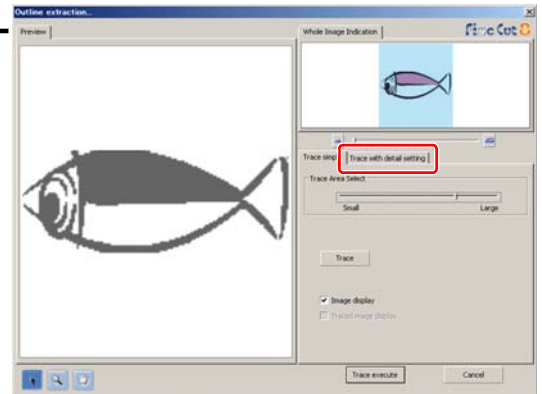 Outline extraction...
Preview
Whole Image Indication
Fine Cut 8
Trace simply
Trace with detail setting
Trace Area Select
Small
Large
Trace
Image display
Traced image display
Trace execute
Cancel